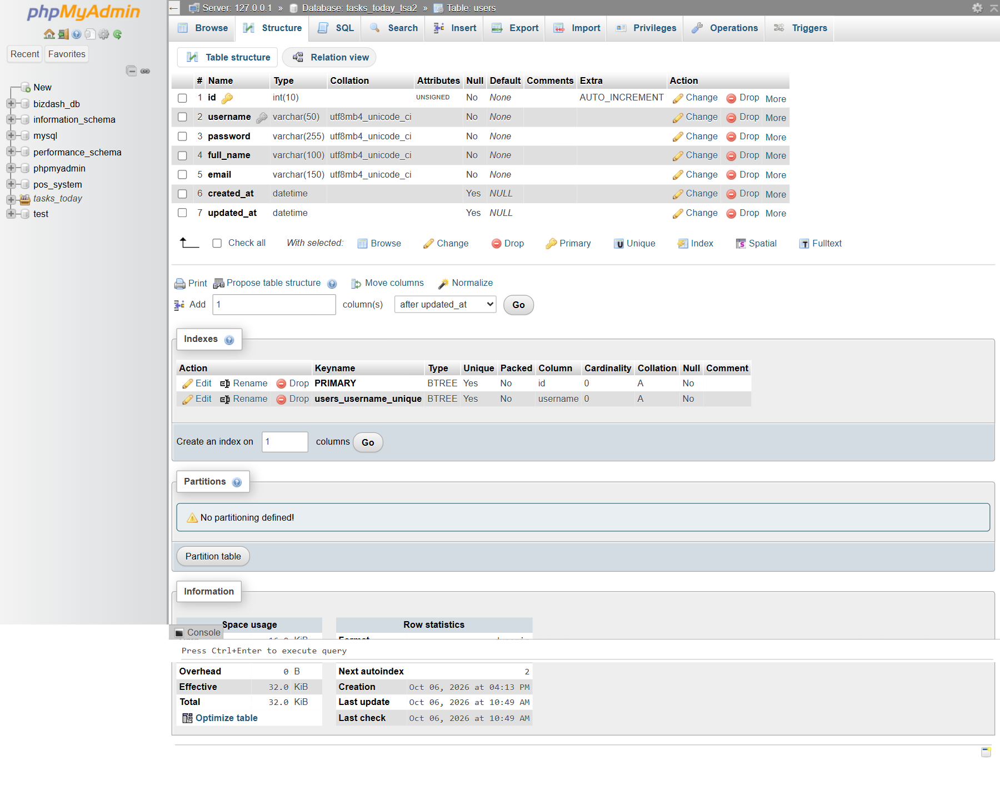 phpMyAdmin
Recent Favorites
New
bizdash_db
information_schema
mysql
performance_schema
phpmyadmin
pos_system
tasks_today
test
Server: 127.0.0.1 » Database: tasks_today_tsa2 » Table: users
Browse Structure SQL Search Insert Export Import Privileges Operations Triggers
Table structure Relation view
# Name Type Collation Attributes Null Default Comments Extra Action
1 id int(10) UNSIGNED No None AUTO_INCREMENT Change Drop More
2 username varchar(50) utf8mb4_unicode_ci No None Change Drop More
3 password varchar(255) utf8mb4_unicode_ci No None Change Drop More
4 full_name varchar(100) utf8mb4_unicode_ci No None Change Drop More
5 email varchar(150) utf8mb4_unicode_ci No None Change Drop More
6 created_at datetime Yes NULL Change Drop More
7 updated_at datetime Yes NULL Change Drop More
Check all With selected: Browse Change Drop Primary Unique Index Spatial Fulltext
Print Propose table structure Move columns Normalize
Add 1 column(s) after updated_at Go
Indexes
Action Keyname Type Unique Packed Column Cardinality Collation Null Comment
Edit Rename Drop PRIMARY BTREE Yes No id 0 A No
Edit Rename Drop users_username_unique BTREE Yes No username 0 A No
Create an index on 1 columns Go
Partitions
No partitioning defined!
Partition table
Information
Space usage Row statistics
Console
Press Ctrl+Enter to execute query
Overhead 0 B Next autoindex 2
Effective 32.0 KiB Creation Oct 06, 2026 at 04:13 PM
Total 32.0 KiB Last update Oct 06, 2026 at 10:49 AM
Optimize table Last check Oct 06, 2026 at 10:49 AM